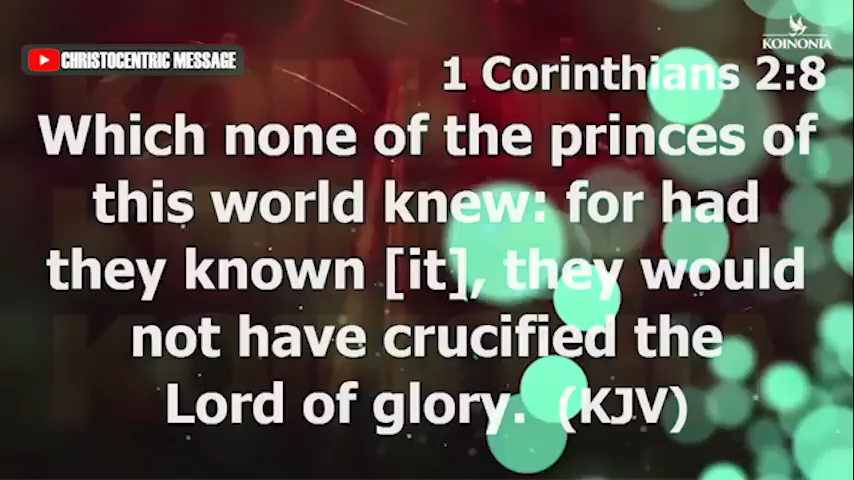 KOINONIA
CHRISTOCENTRIC MESSAGE
1 Corinthians 2:8
Which none of the princes of
this world knew: for had
they known [it], they would
not have crucified the
Lord of glory. (KJV)